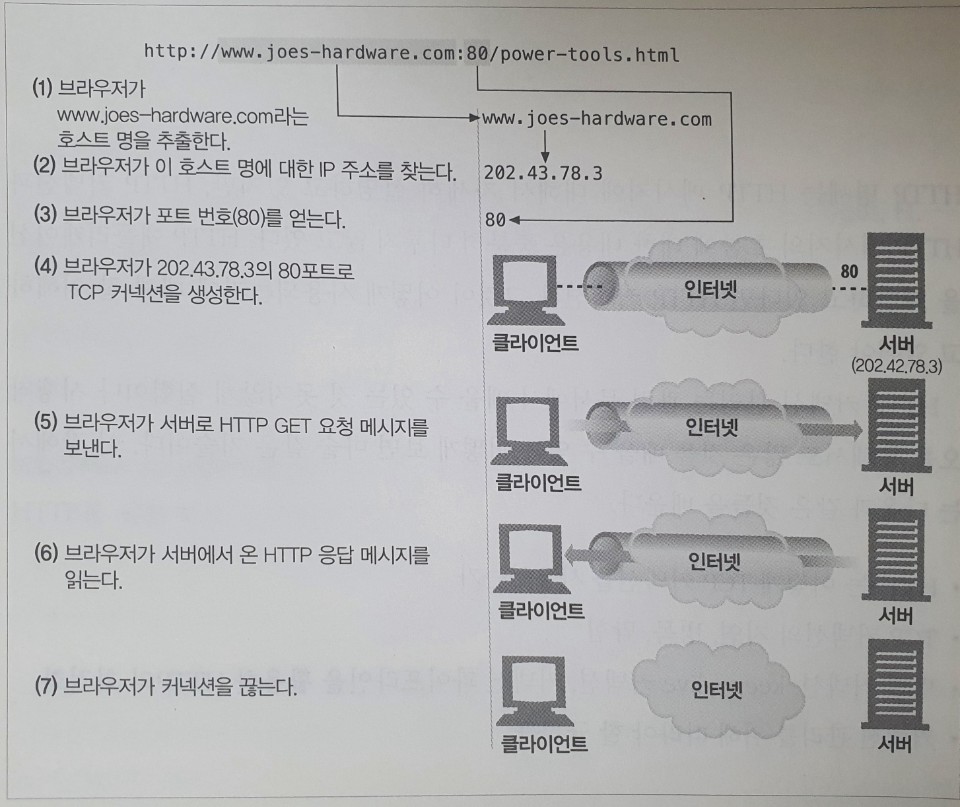 http://www.joes-hardware.com:80/power-tools.html
(1) 브라우저가
www.joes-hardware.com라는
호스트 명을 추출한다.
www.joes-hardware.com
(2) 브라우저가 이 호스트 명에 대한 IP 주소를 찾는다.
202.43.78.3
(3) 브라우저가 포트 번호(80)를 얻는다.
80
(4) 브라우저가 202.43.78.3의 80포트로
TCP 커넥션을 생성한다.
인터넷
80
클라이언트
서버
(202.42.78.3)
(5) 브라우저가 서버로 HTTP GET 요청 메시지를
보낸다.
인터넷
클라이언트
서버
(6) 브라우저가 서버에서 온 HTTP 응답 메시지를
읽는다.
인터넷
클라이언트
서버
(7) 브라우저가 커넥션을 끊는다.
인터넷
클라이언트
서버